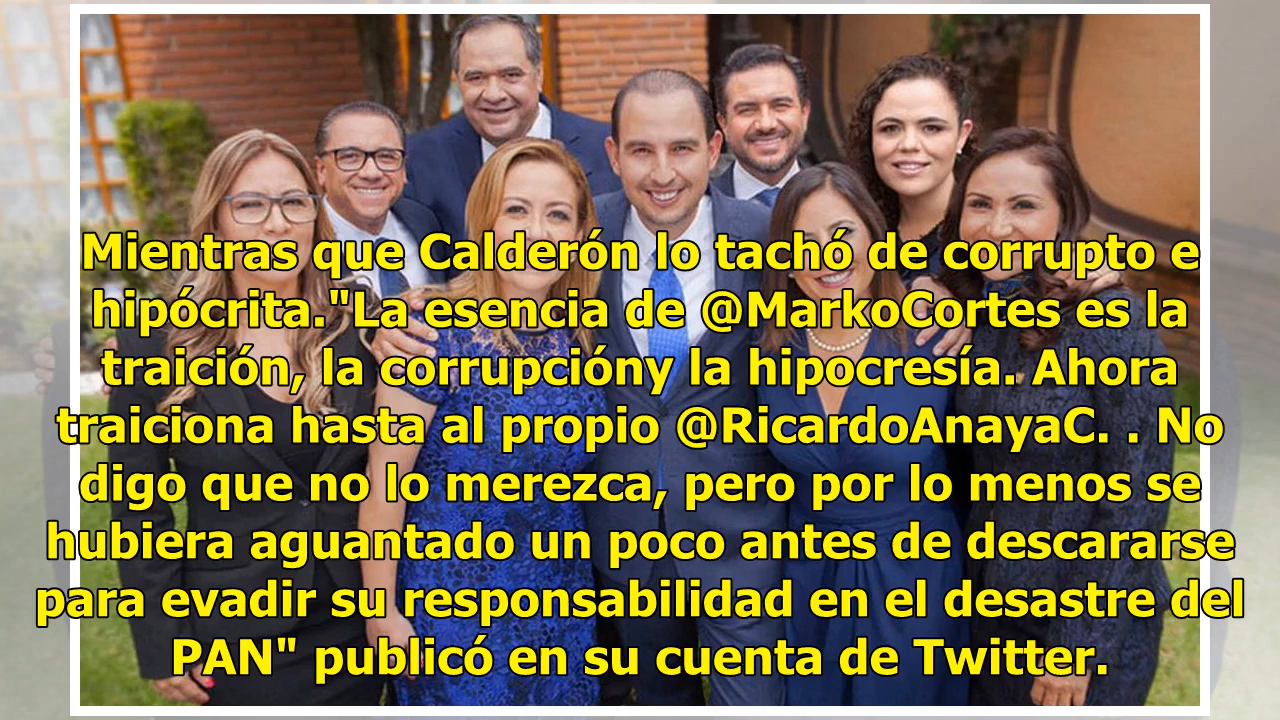 Mientras que Calderón lo tachó de corrupto e
hipócrita."La esencia de @MarkoCortes es la
traición, la corrupcióny la hipocresía. Ahora
traiciona hasta al propio @RicardoAnayaC. . No
digo que no lo merezca, pero por lo menos se
hubiera aguantado un poco antes de descararse
para evadir su responsabilidad en el desastre del
PAN" publicó en su cuenta de Twitter.